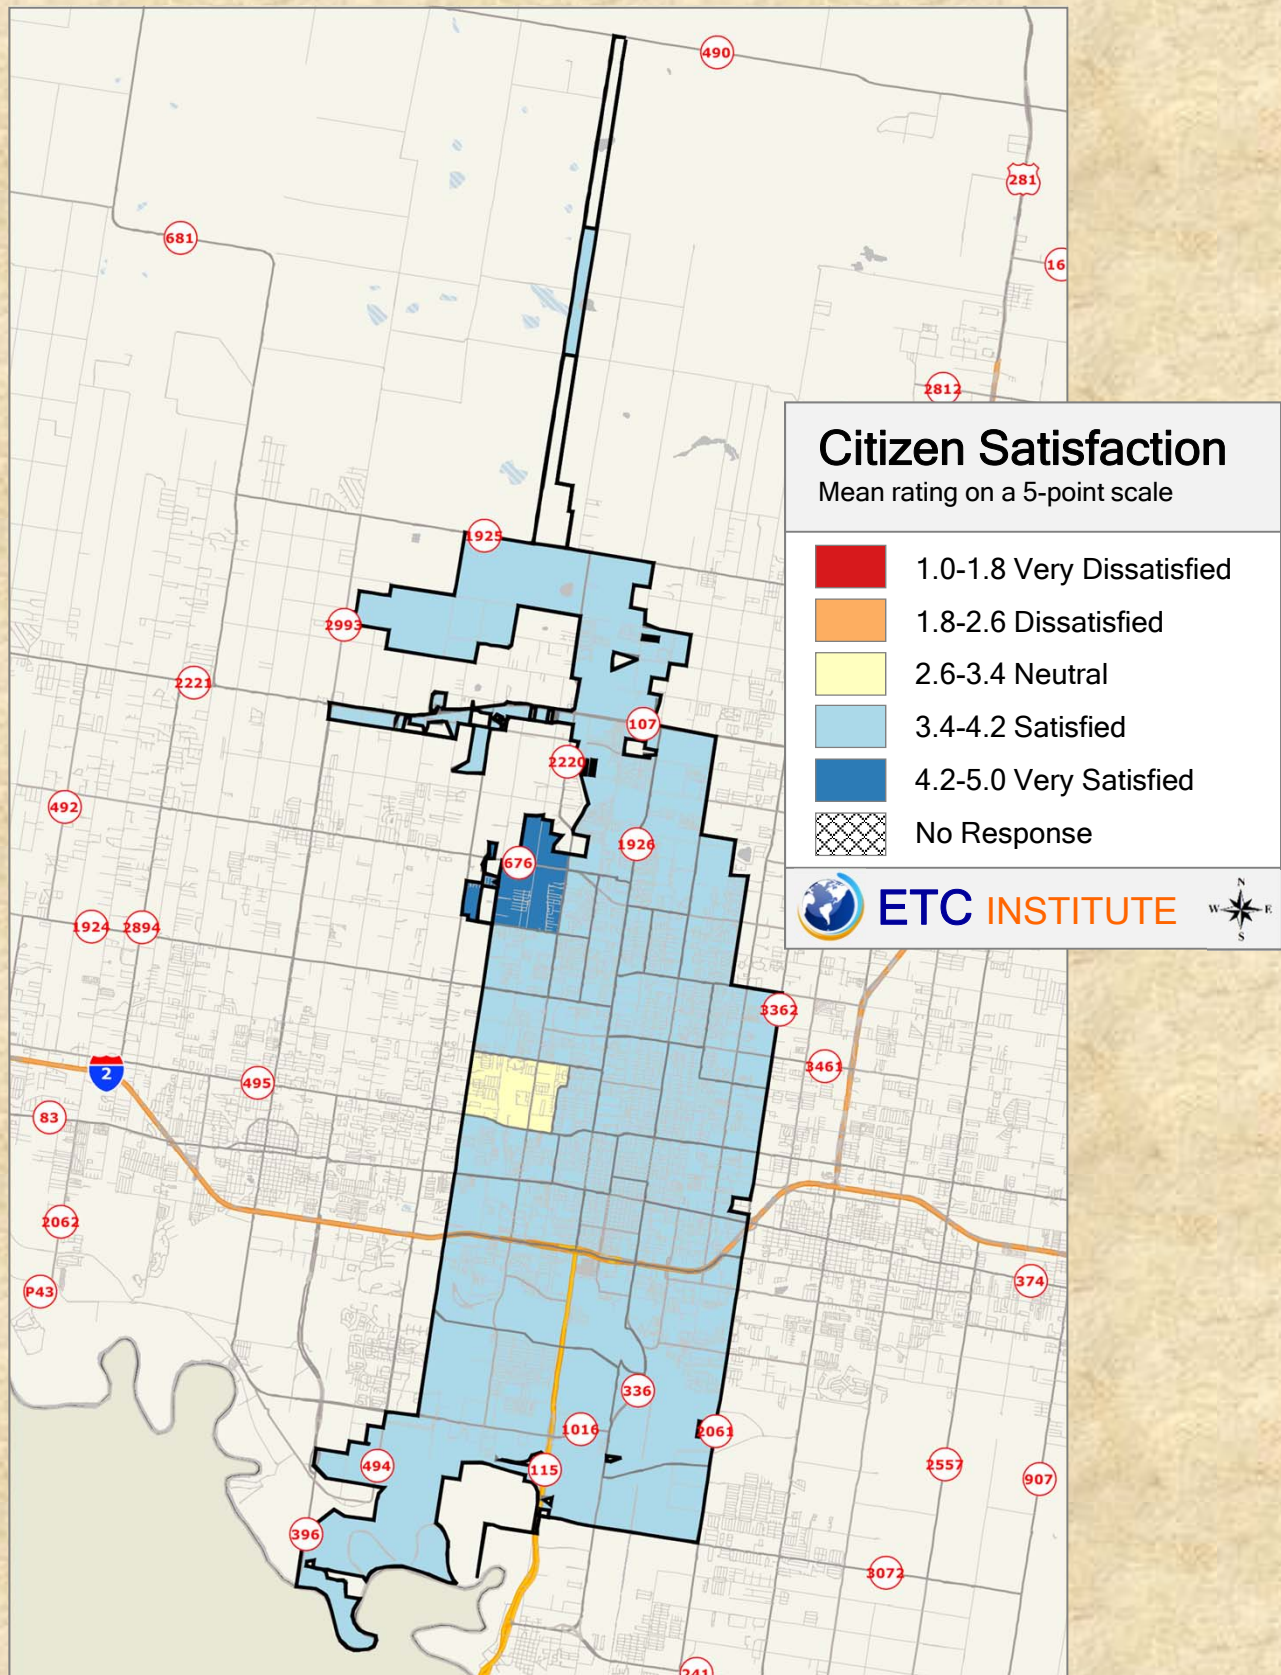 490
281
681
16
2812
Citizen Satisfaction
Mean rating on a 5-point scale
1.0-1.8 Very Dissatisfied
1.8-2.6 Dissatisfied
2.6-3.4 Neutral
3.4-4.2 Satisfied
4.2-5.0 Very Satisfied
No Response
ETC INSTITUTE
N
W E
S
1925
2993
2221
107
2220
492
1926
676
1924
2894
3362
3461
2
495
83
2062
P43
374
336
1016
2061
494
115
2557
907
396
3072
241